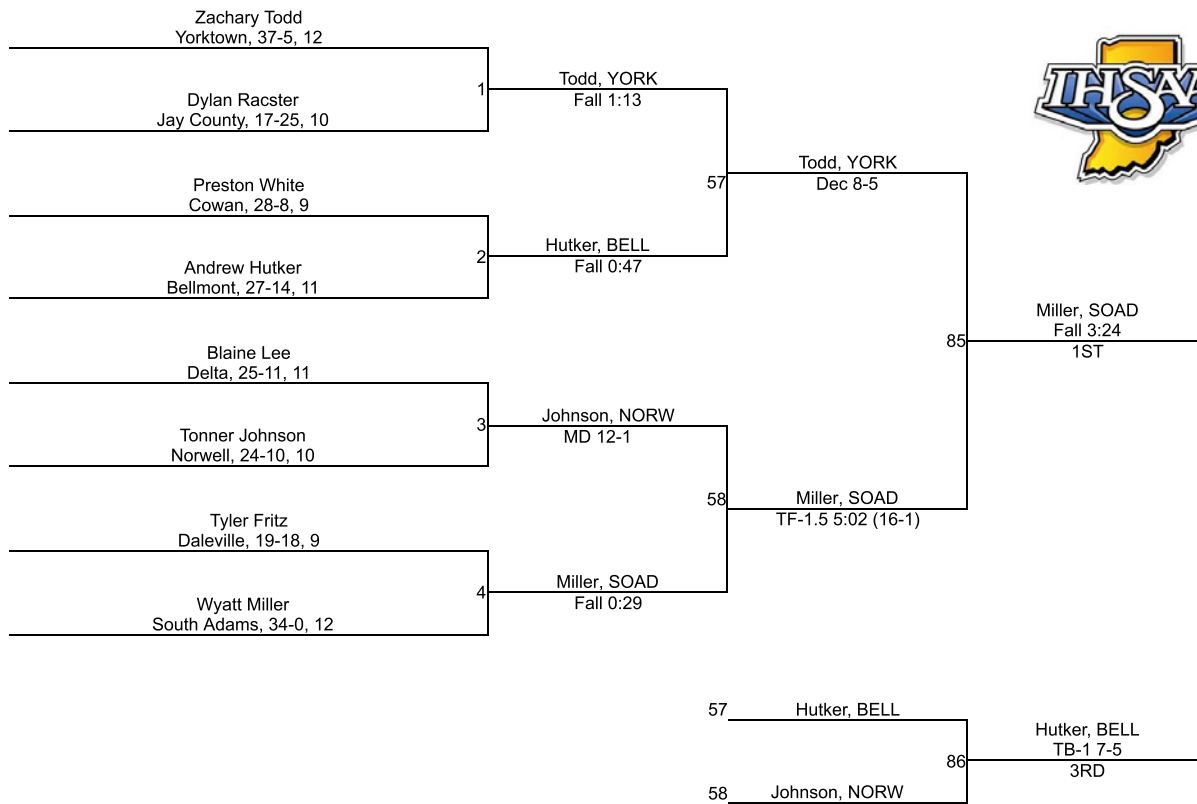 Zachary Todd
Yorktown, 37-5, 12
Dylan Racster
Jay County, 17-25, 10
Preston White
Cowan, 28-8, 9
Andrew Hutker
Bellmont, 27-14, 11
Blaine Lee
Delta, 25-11, 11
Tonner Johnson
Norwell, 24-10, 10
Tyler Fritz
Daleville, 19-18, 9
Wyatt Miller
South Adams, 34-0, 12
1
Todd, YORK
Fall 1:13
2
Hutker, BELL
Fall 0:47
3
Johnson, NORW
MD 12-1
4
Miller, SOAD
Fall 0:29
57
Todd, YORK
Dec 8-5
58
Miller, SOAD
TF-1.5 5:02 (16-1)
85
Miller, SOAD
Fall 3:24
1ST
IHSAA
57
Hutker, BELL
58
Johnson, NORW
86
Hutker, BELL
TB-1 7-5
3RD